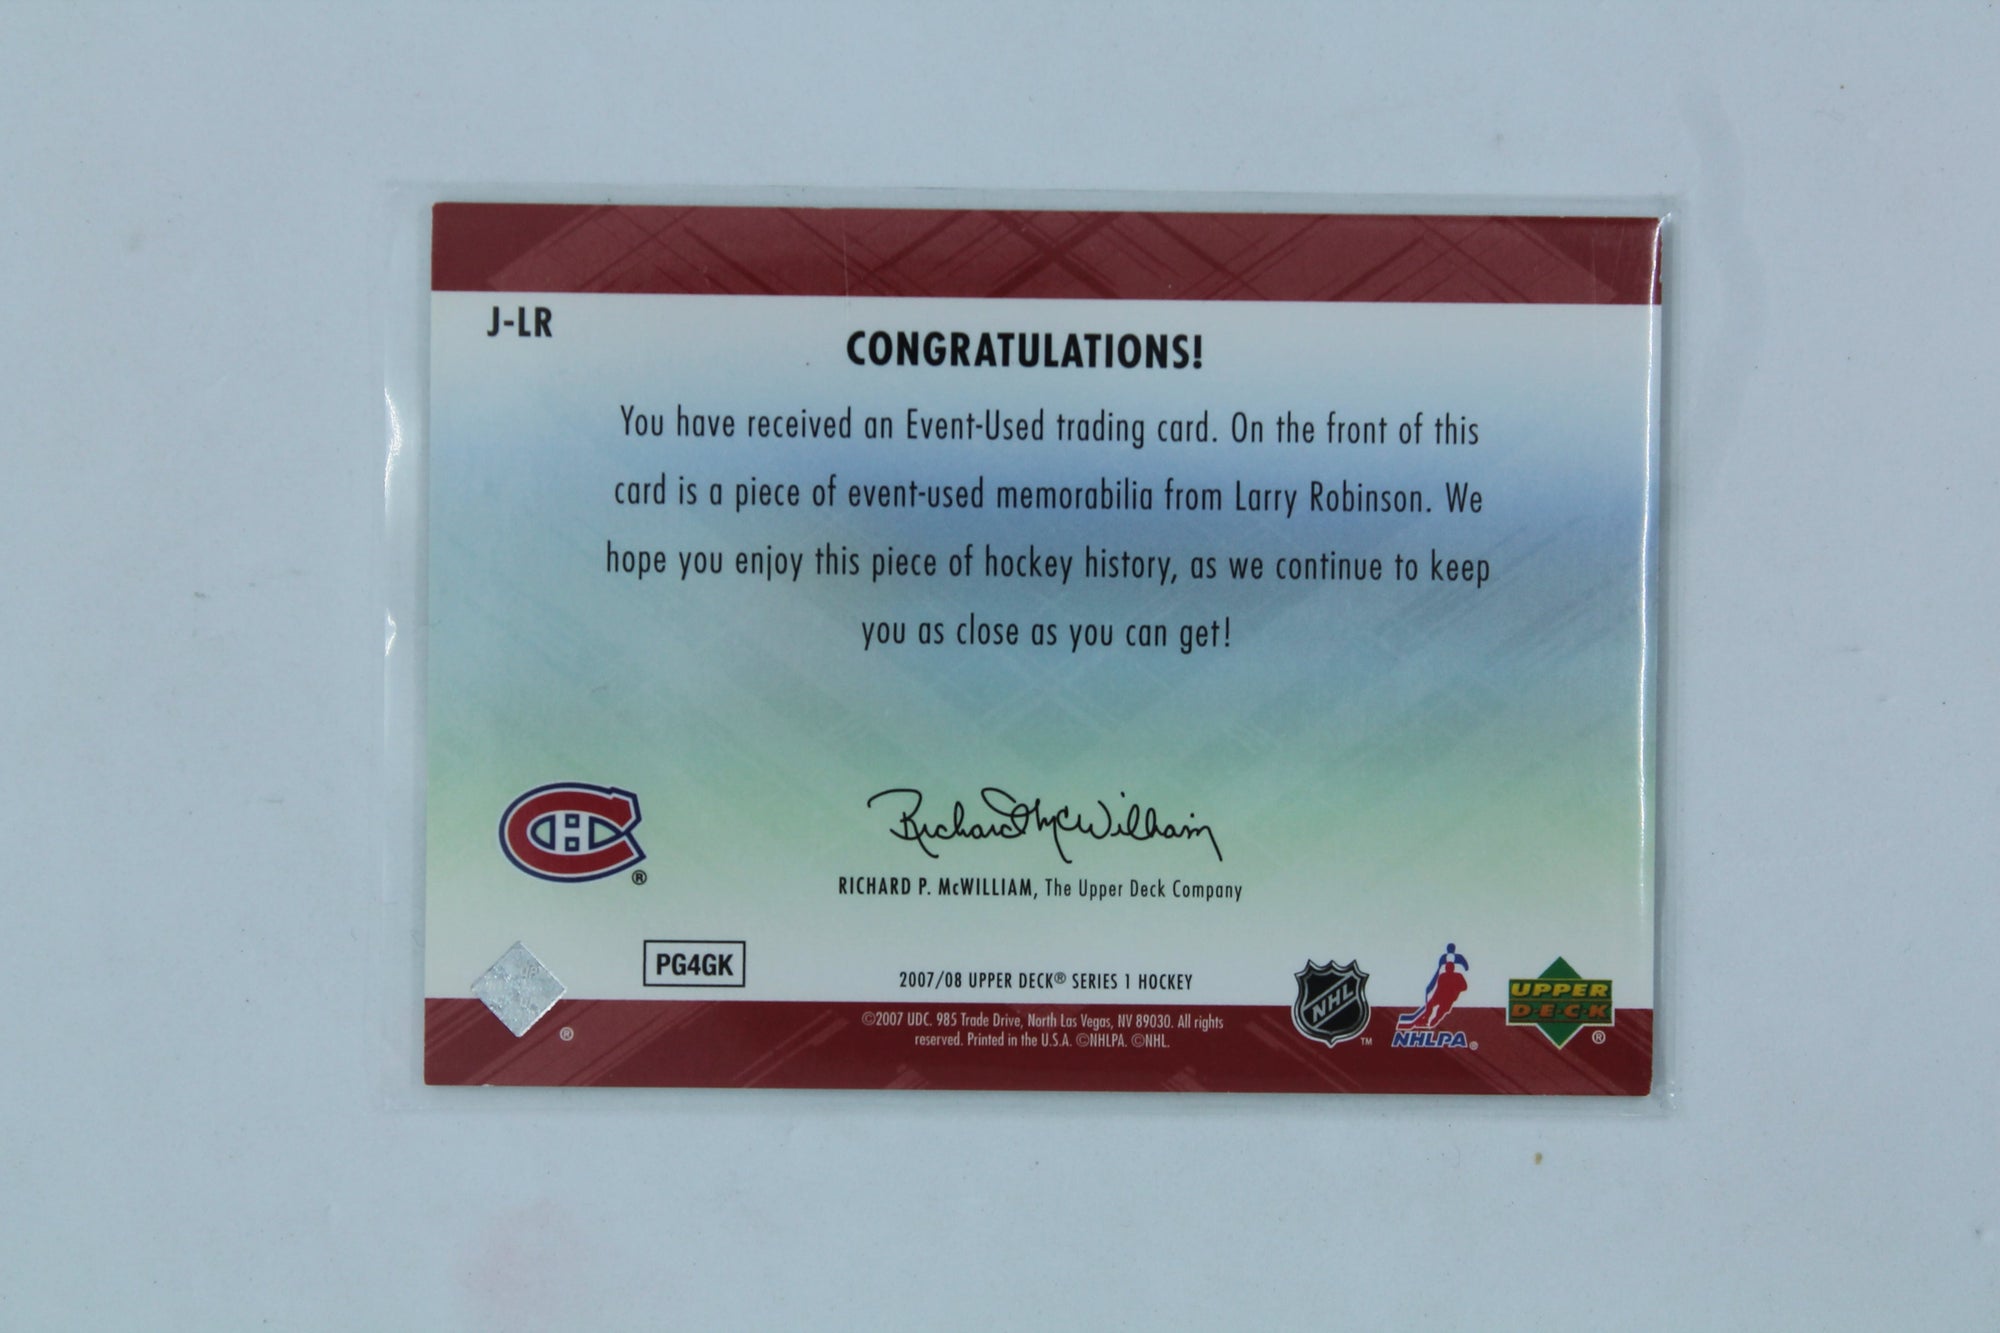 J-LR
CONGRATULATIONS!
You have received an Event-Used trading card. On the front of this
card is a piece of event-used memorabilia from Larry Robinson. We
hope you enjoy this piece of hockey history, as we continue to keep
you as close as you can get!
Richard McWilliam
RICHARD P. McWILLIAM, The Upper Deck Company
PG4GK
2007/08 UPPER DECK® SERIES 1 HOCKEY
©2007 UDC. 985 Trade Drive, North Las Vegas, NV 89030. All rights
reserved. Printed in the U.S.A. ©NHLPA. ©NHL.
CH®
®
NHL™
NHLPA®
UPPER
DECK®